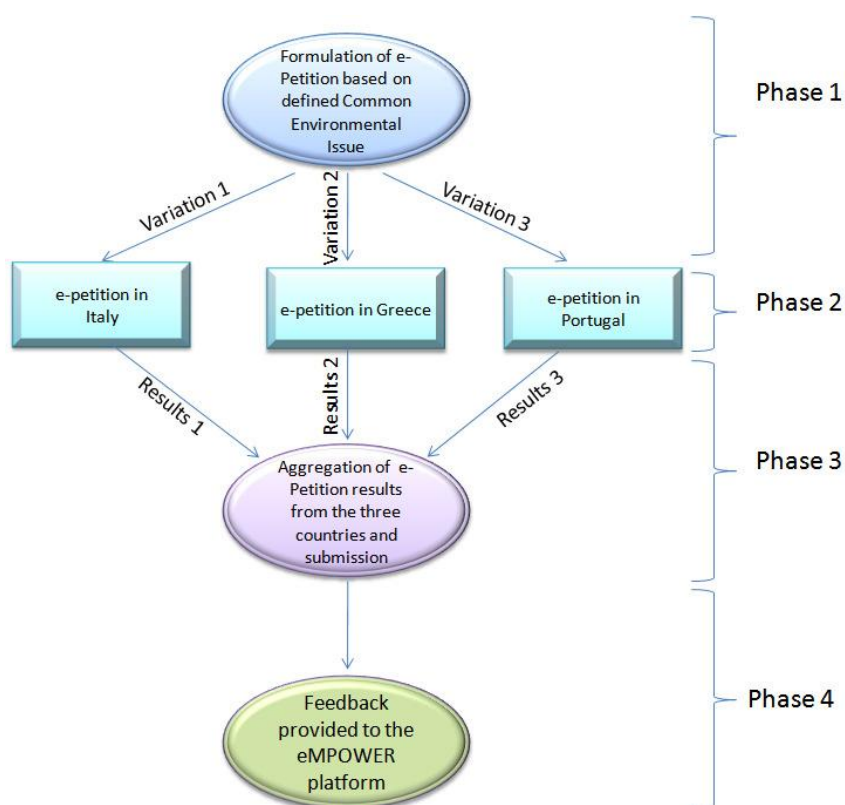 Formulation of e-
Petition based on
defined Common
Environmental
Issue
Phase 1
Variation 1
Variation 2
Variation 3
e-petition in
Italy
e-petition in Greece
e-petition in
Portugal
Phase 2
Results 1
Results 2
Results 3
Aggregation of e-
Petition results
from the three
countries and
submission
Phase 3
Feedback
provided to the
eMPOWER
platform
Phase 4